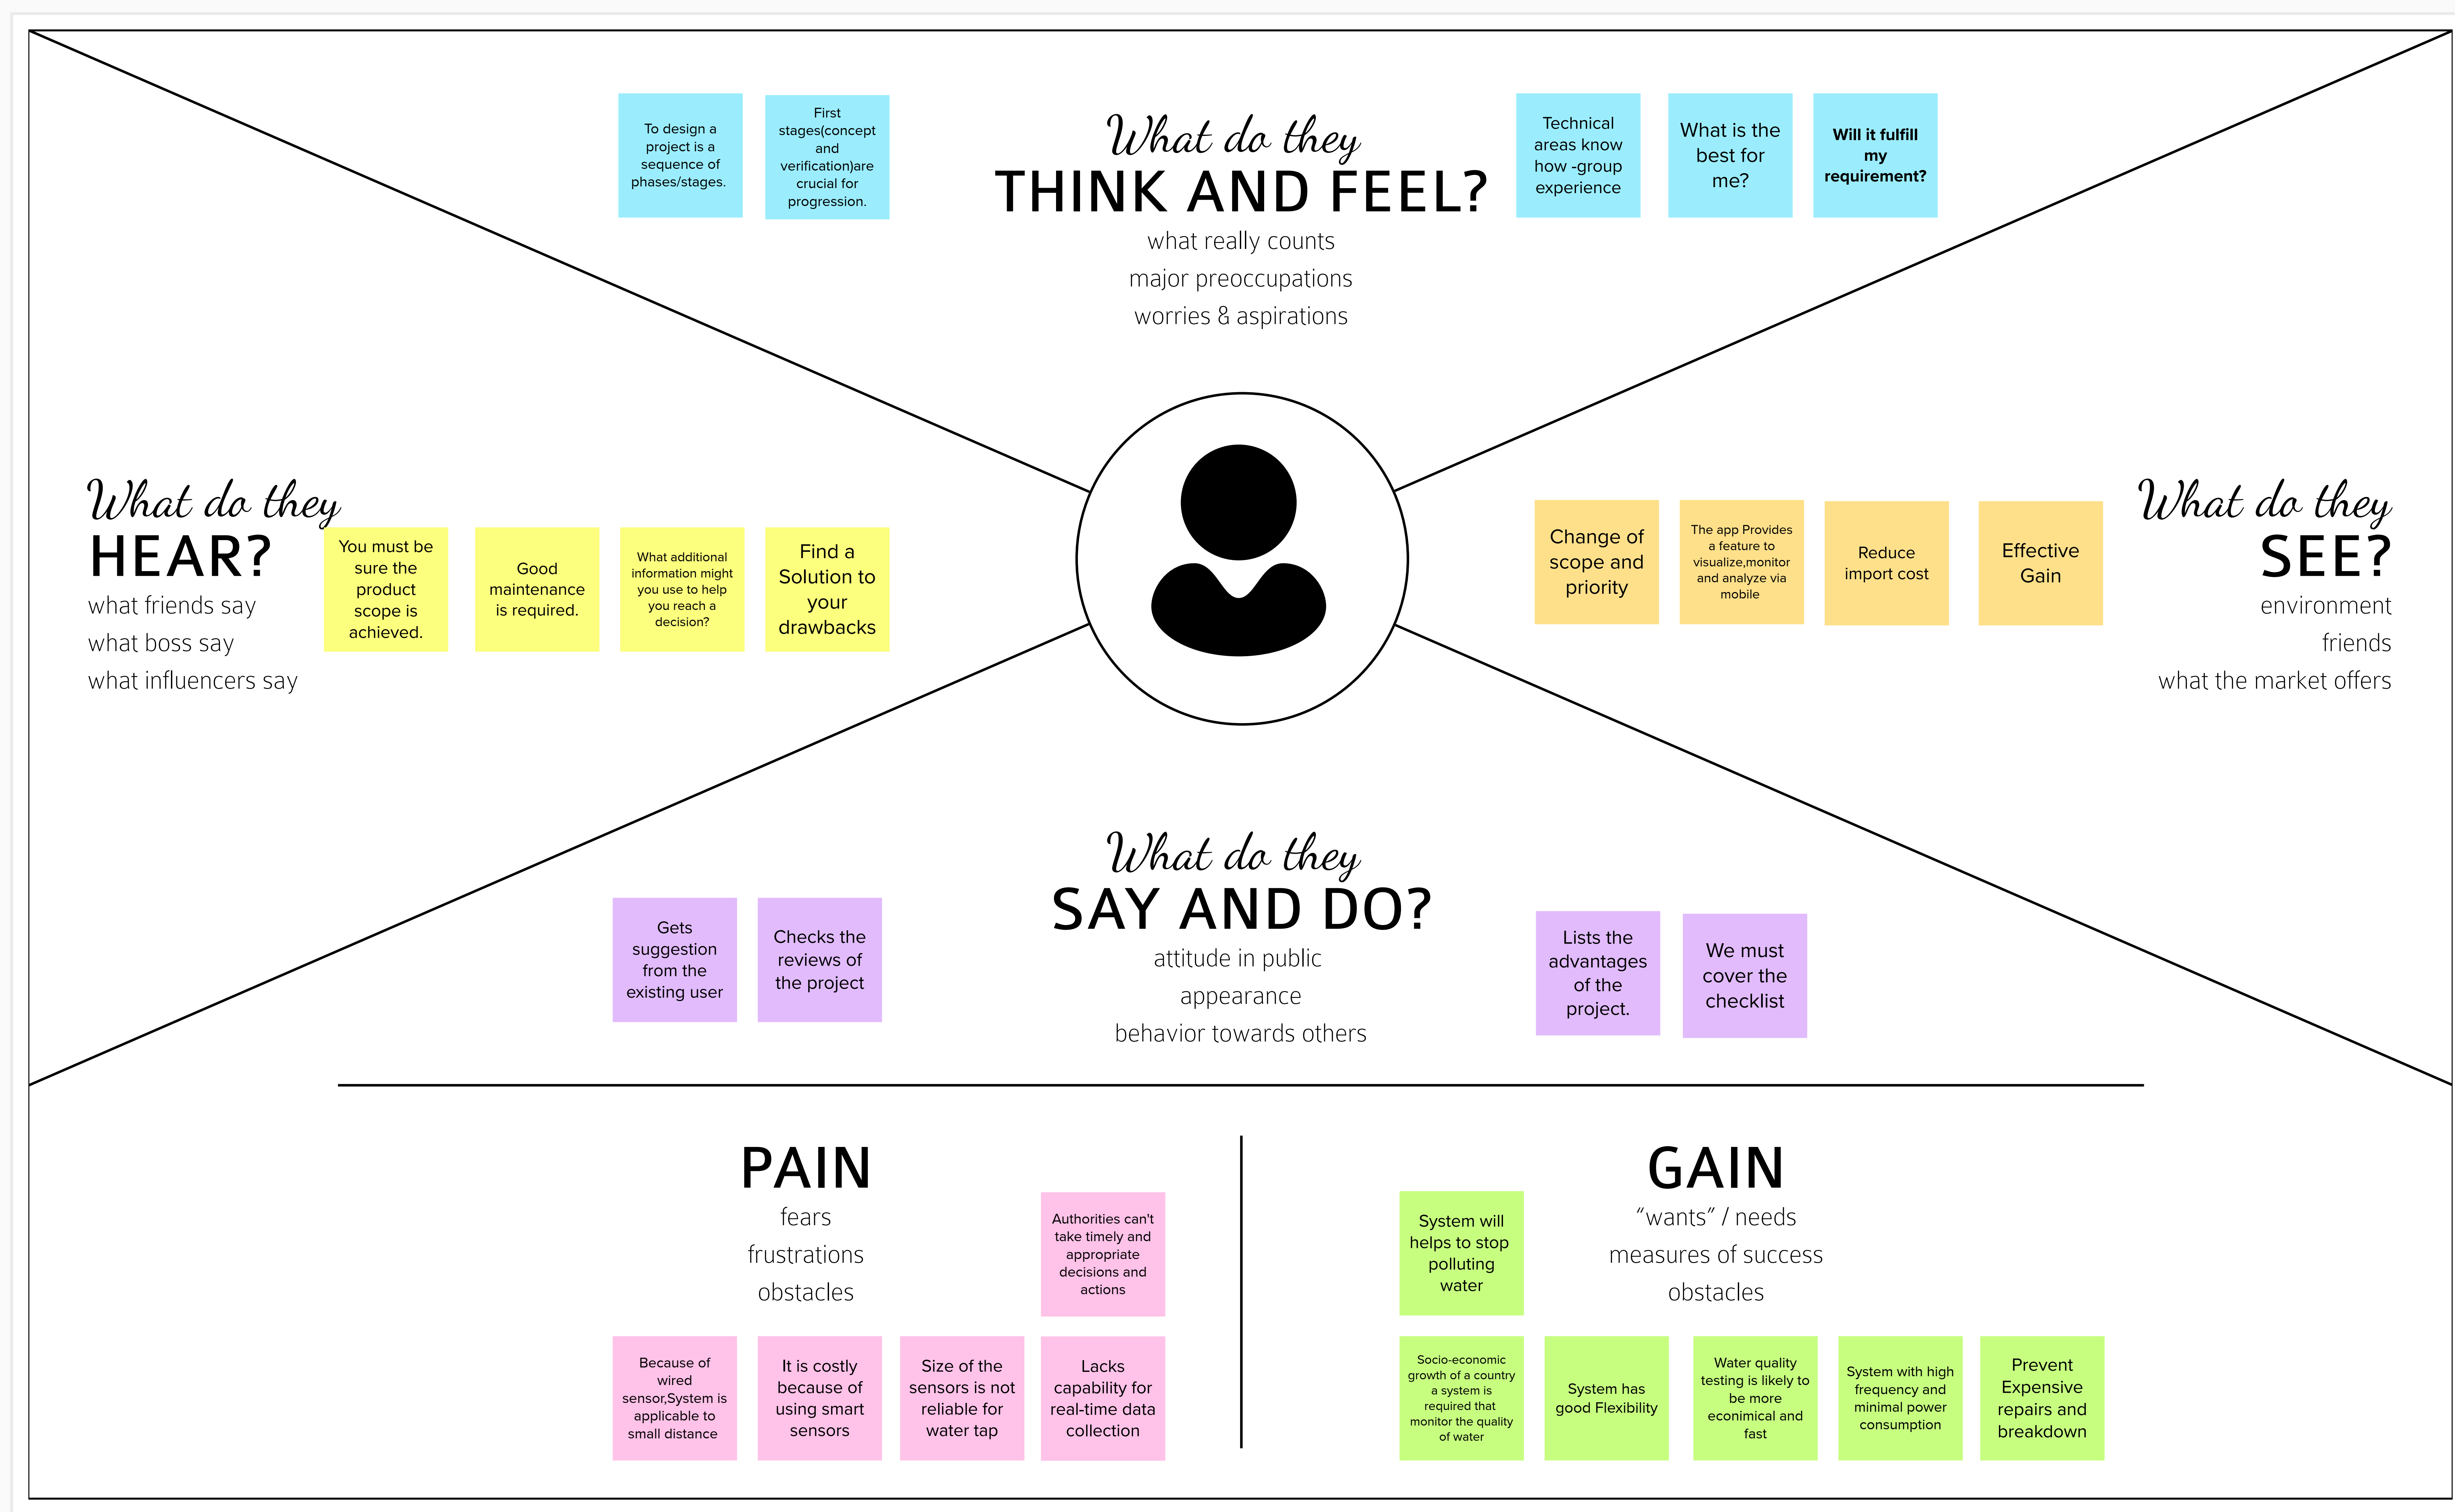 What do they
THINK AND FEEL?
what really counts
major preoccupations
worries & aspirations
To design a
project is a
sequence of
phases/stages.
First
stages(concept
and
verification)are
crucial for
progression.
Technical
areas know
how -group
experience
What is the
best for
me?
Will it fulfill
my
requirement?
What do they
HEAR?
what friends say
what boss say
what influencers say
You must be
sure the
product
scope is
achieved.
Good
maintenance
is required.
What additional
information might
you use to help
you reach a
decision?
Find a
Solution to
your
drawbacks
Change of
scope and
priority
The app Provides
a feature to
visualize,monitor
and analyze via
mobile
Reduce
import cost
Effective
Gain
What do they
SEE?
environment
friends
what the market offers
What do they
SAY AND DO?
attitude in public
appearance
behavior towards others
Gets
suggestion
from the
existing user
Checks the
reviews of
the project
Lists the
advantages
of the
project.
We must
cover the
checklist
PAIN
fears
frustrations
obstacles
Authorities can't
take timely and
appropriate
decisions and
actions
Because of
wired
sensor,System is
applicable to
small distance
It is costly
because of
using smart
sensors
Size of the
sensors is not
reliable for
water tap
Lacks
capability for
real-time data
collection
GAIN
“wants” / needs
measures of success
obstacles
System will
helps to stop
polluting
water
Socio-economic
growth of a country
a system is
required that
monitor the quality
of water
System has
good Flexibility
Water quality
testing is likely to
be more
econimical and
fast
System with high
frequency and
minimal power
consumption
Prevent
Expensive
repairs and
breakdown